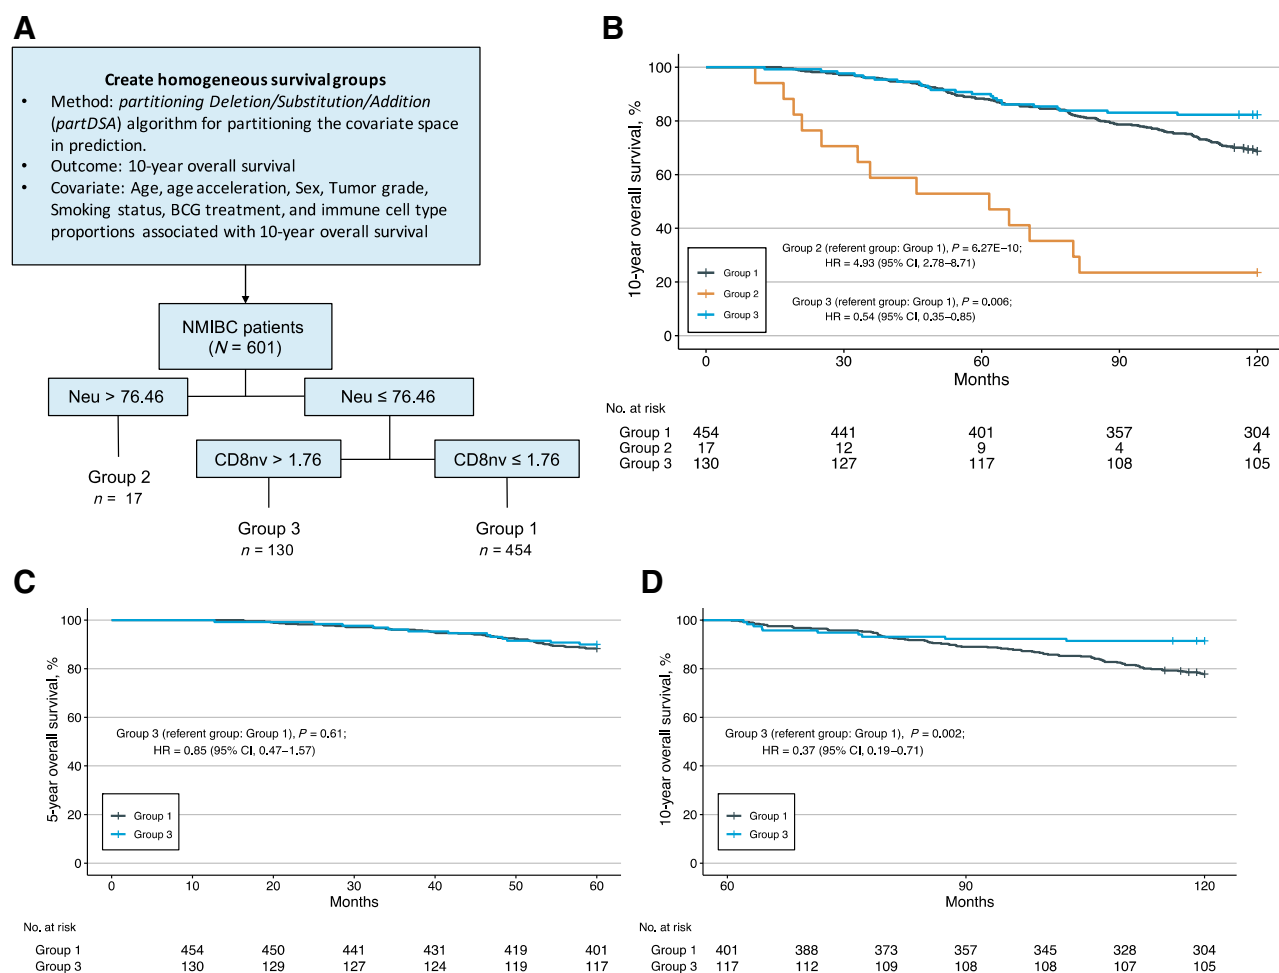 A
Create homogeneous survival groups
• Method: partitioning Deletion/Substitution/Addition
(partDSA) algorithm for partitioning the covariate space
in prediction.
• Outcome: 10-year overall survival
• Covariate: Age, age acceleration, Sex, Tumor grade,
Smoking status, BCG treatment, and immune cell type
proportions associated with 10-year overall survival
NMIBC patients
(N = 601)
Neu > 76.46
Neu ≤ 76.46
CD8nv > 1.76
CD8nv ≤ 1.76
Group 2
n = 17
Group 3
n = 130
Group 1
n = 454
B
10-year overall survival, %
100
80
60
40
20
0
Group 2 (referent group: Group 1), P = 6.27E−10;
HR = 4.93 (95% CI, 2.78–8.71)
Group 3 (referent group: Group 1), P = 0.006;
HR = 0.54 (95% CI, 0.35–0.85)
Group 1
Group 2
Group 3
0 30 60 90 120
Months
No. at risk
Group 1 454 441 401 357 304
Group 2 17 12 9 4 4
Group 3 130 127 117 108 105
C
5-year overall survival, %
100
80
60
40
20
0
Group 3 (referent group: Group 1), P = 0.61;
HR = 0.85 (95% CI, 0.47–1.57)
Group 1
Group 3
0 10 20 30 40 50 60
Months
No. at risk
Group 1 454 450 441 431 419 401
Group 3 130 129 127 124 119 117
D
10-year overall survival, %
100
80
60
40
20
0
Group 3 (referent group: Group 1), P = 0.002;
HR = 0.37 (95% CI, 0.19–0.71)
Group 1
Group 3
60 90 120
Months
No. at risk
Group 1 401 388 373 357 345 328 304
Group 3 117 112 109 108 108 107 105